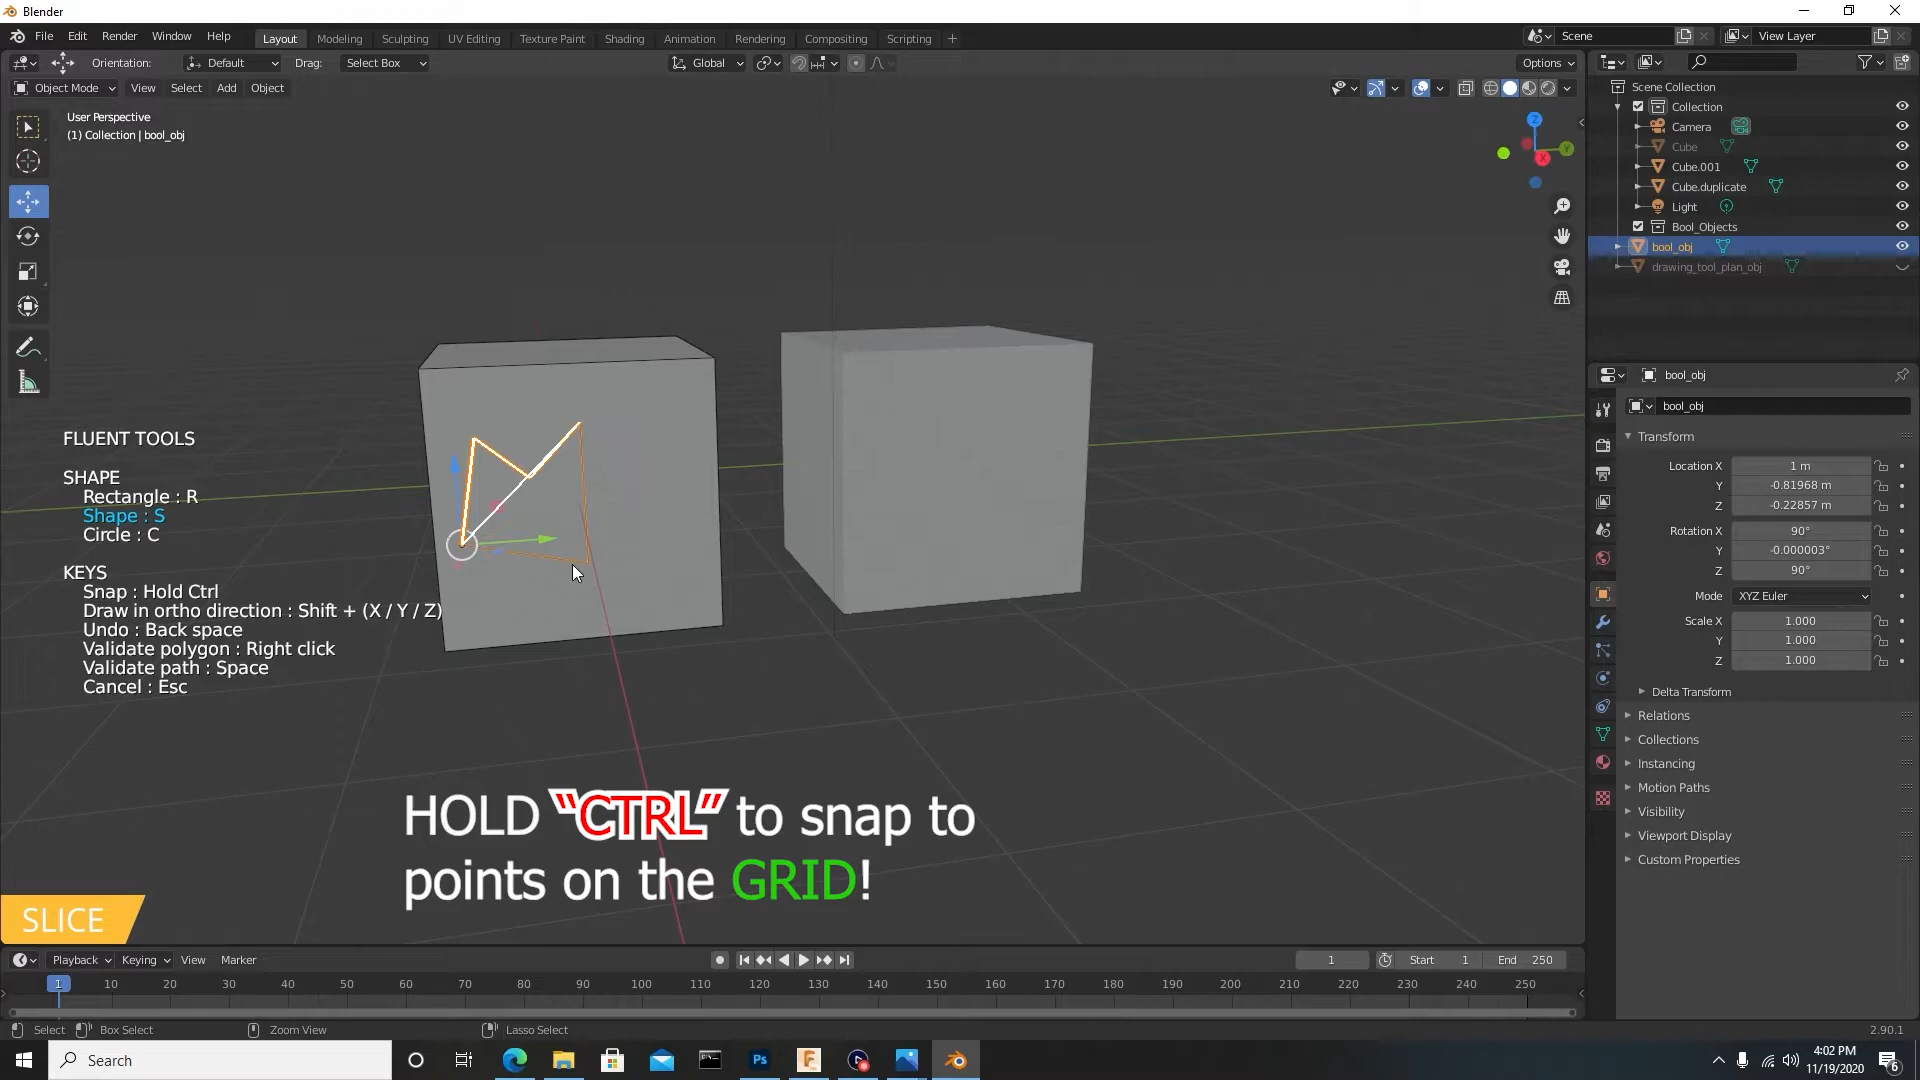 Blender
File Edit Render Window Help
Layout Modeling Sculpting UV Editing Texture Paint Shading Animation Rendering Compositing Scripting +
Scene
View Layer
Orientation: Default Drag: Select Box
Global
Options
Object Mode View Select Add Object
User Perspective
(1) Collection | bool_obj
Z
Y
X
Scene Collection
Collection
Camera
Cube
Cube.001
Cube.duplicate
Light
Bool_Objects
bool_obj
drawing_tool_plan_obj
FLUENT TOOLS
SHAPE
Rectangle : R
Shape : S
Circle : C
KEYS
Snap : Hold Ctrl
Draw in ortho direction : Shift + (X / Y / Z)
Undo : Back space
Validate polygon : Right click
Validate path : Space
Cancel : Esc
HOLD “CTRL” to snap to
points on the GRID!
SLICE
bool_obj
bool_obj
Transform
Location X 1 m
Y -0.81968 m
Z -0.22857 m
Rotation X 90°
Y -0.000003°
Z 90°
Mode XYZ Euler
Scale X 1.000
Y 1.000
Z 1.000
Delta Transform
Relations
Collections
Instancing
Motion Paths
Visibility
Viewport Display
Custom Properties
Playback Keying View Marker
1
Start 1
End 250
1 10 20 30 40 50 60 70 80 90 100 110 120 130 140 150 160 170 180 190 200 210 220 230 240 250
Select Box Select Zoom View Lasso Select
2.90.1
Search
Ps
F
4:02 PM
11/19/2020
6